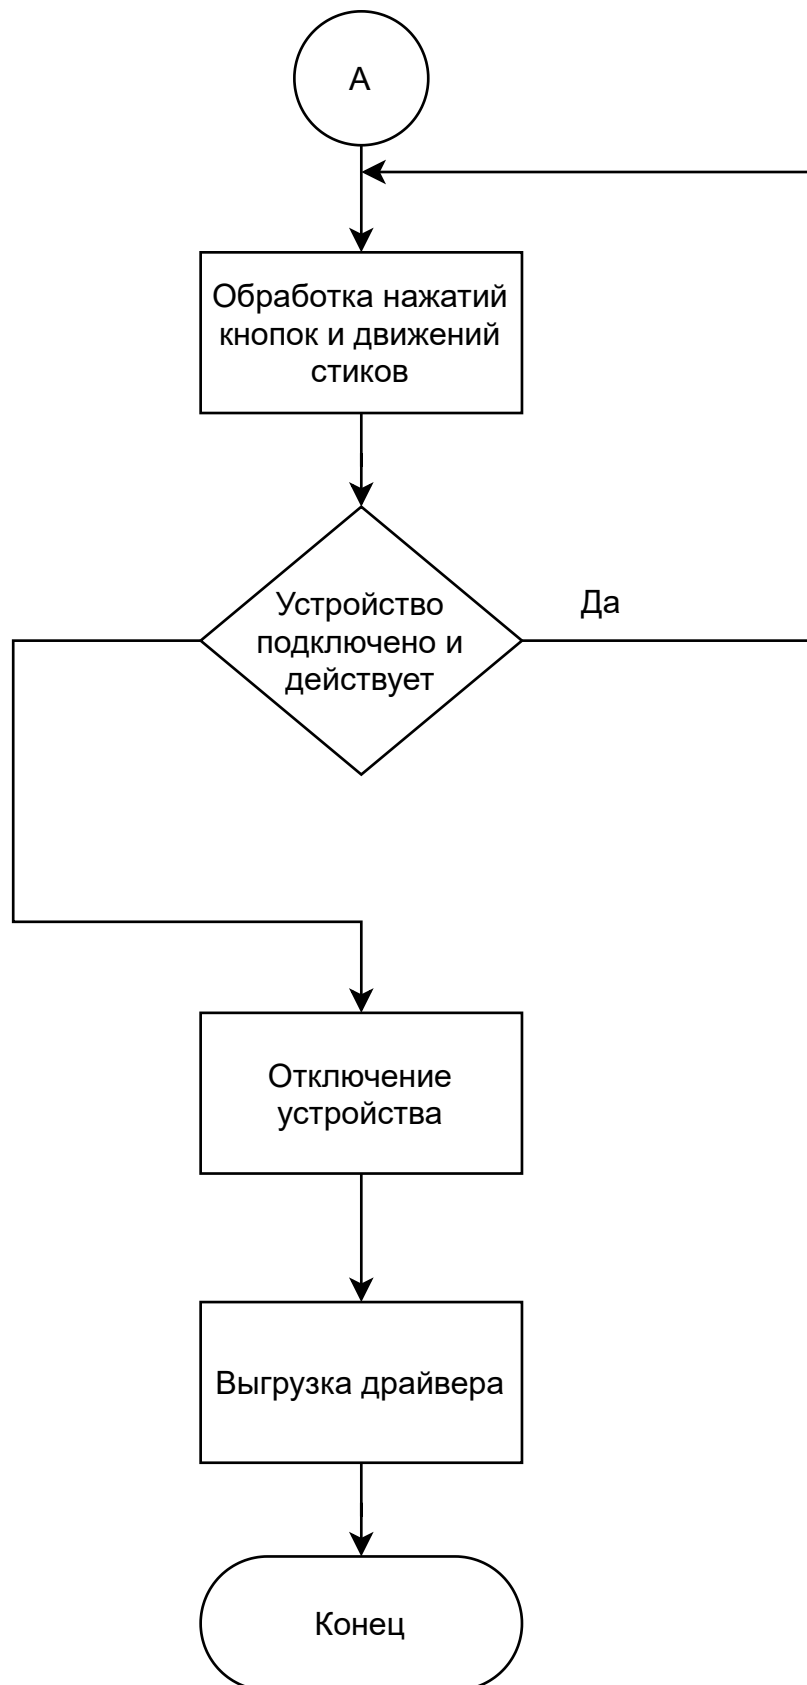 А
Обработка нажатий
кнопок и движений
стиков
Устройство
подключено и
действует
Да
Отключение
устройства
Выгрузка драйвера
Конец